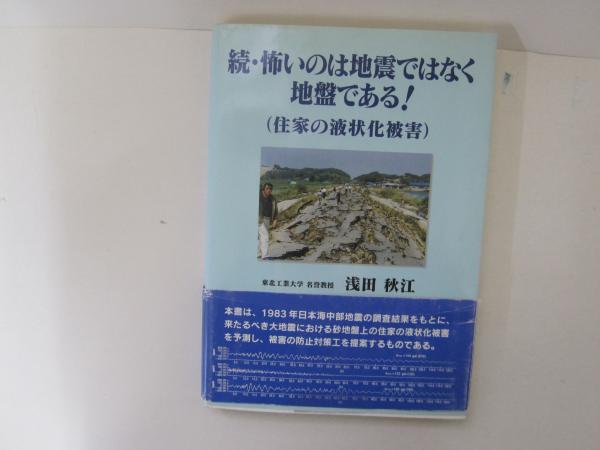 続・怖いのは地震ではなく
地盤である！
（住家の液状化被害）
東北工業大学 名誉教授 浅田 秋江
本書は、1983年日本海中部地震の調査結果をもとに、
来たるべき大地震における砂地盤上の住家の液状化被害
を予測し、被害の防止対策工を提案するものである。